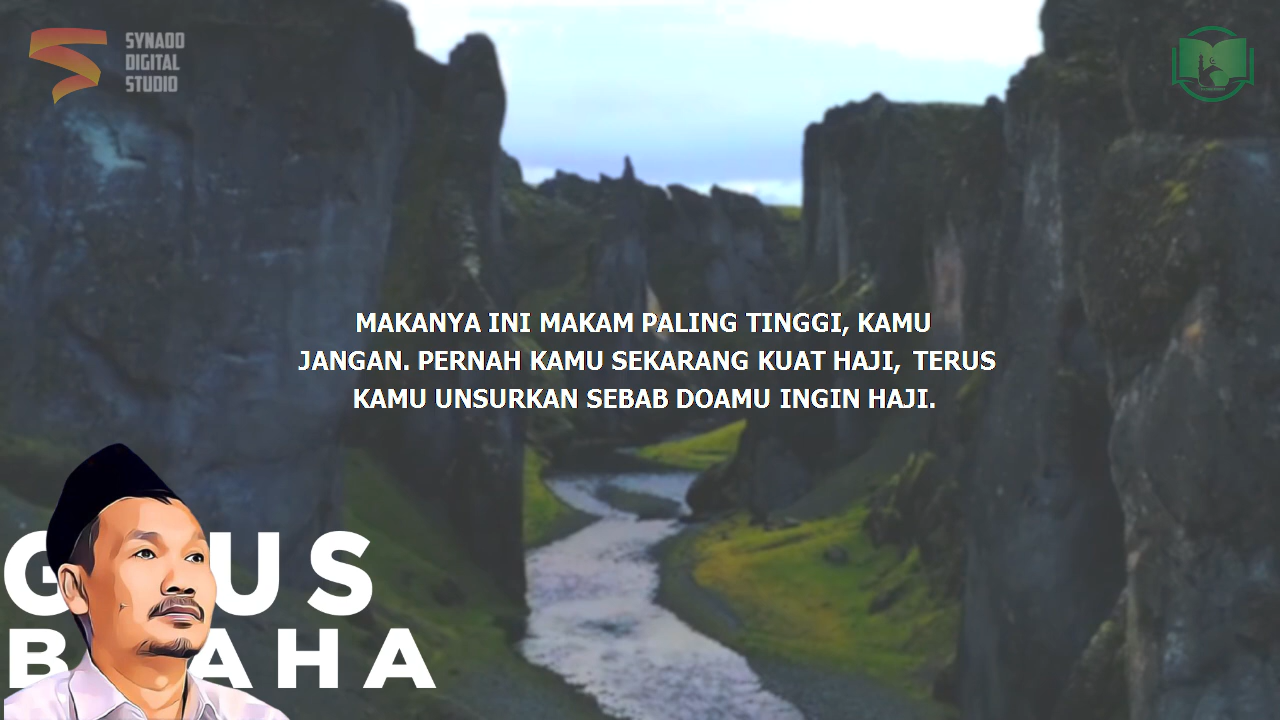 SYNADO
DIGITAL
STUDIO
MAKANYA INI MAKAM PALING TINGGI, KAMU
JANGAN. PERNAH KAMU SEKARANG KUAT HAJI, TERUS
KAMU UNSURKAN SEBAB DOAMU INGIN HAJI.
GUS
BAHA